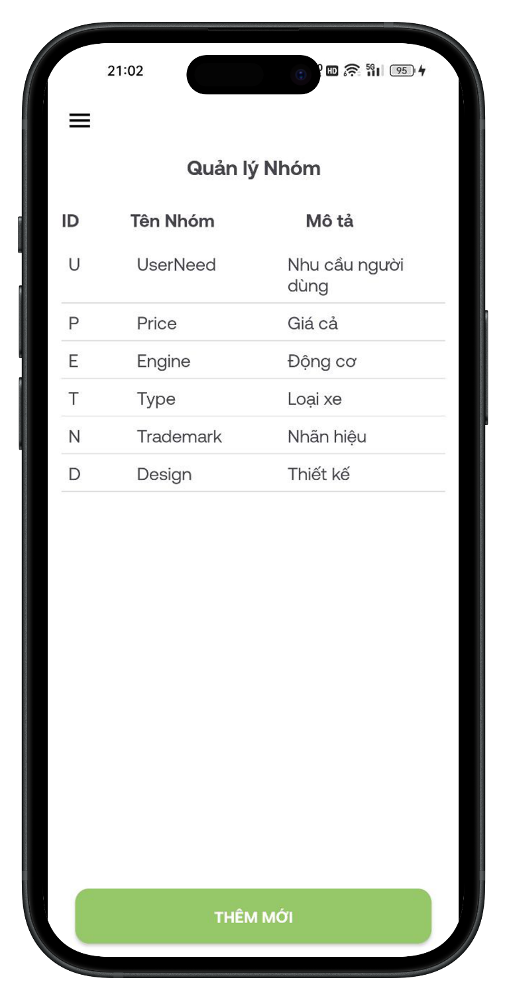 21:02 HD 5G 95
Quản lý Nhóm
ID Tên Nhóm Mô tả
U UserNeed Nhu cầu người
dùng
P Price Giá cả
E Engine Động cơ
T Type Loại xe
N Trademark Nhãn hiệu
D Design Thiết kế
THÊM MỚI